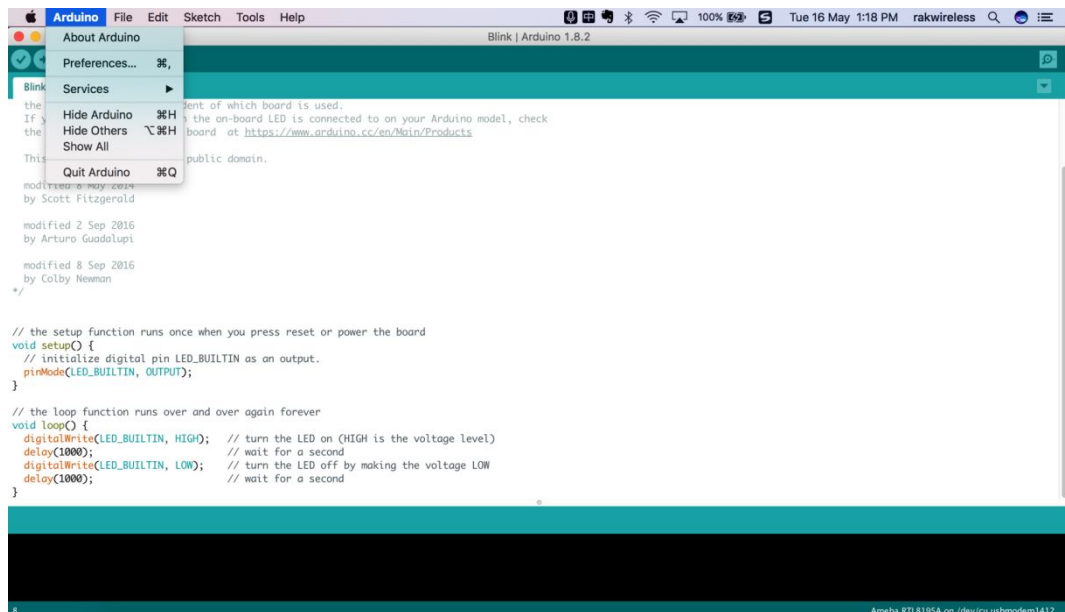 Arduino File Edit Sketch Tools Help 100% Tue 16 May 1:18 PM rakwireless
Blink | Arduino 1.8.2
About Arduino
Preferences... ⌘,
Services ▶
Hide Arduino ⌘H
Hide Others ⌥⌘H
Show All
Quit Arduino ⌘Q
Blink
the dent of which board is used.
If the on-board LED is connected to on your Arduino model, check
the board at https://www.arduino.cc/en/Main/Products
This public domain.
modified 8 May 2014
by Scott Fitzgerald
modified 2 Sep 2016
by Arturo Guadalupi
modified 8 Sep 2016
by Colby Newman
*/
// the setup function runs once when you press reset or power the board
void setup() {
// initialize digital pin LED_BUILTIN as an output.
pinMode(LED_BUILTIN, OUTPUT);
}
// the loop function runs over and over again forever
void loop() {
digitalWrite(LED_BUILTIN, HIGH); // turn the LED on (HIGH is the voltage level)
delay(1000); // wait for a second
digitalWrite(LED_BUILTIN, LOW); // turn the LED off by making the voltage LOW
delay(1000); // wait for a second
}
8 Ameba RTL8195A on /dev/cu.usbmodem1412